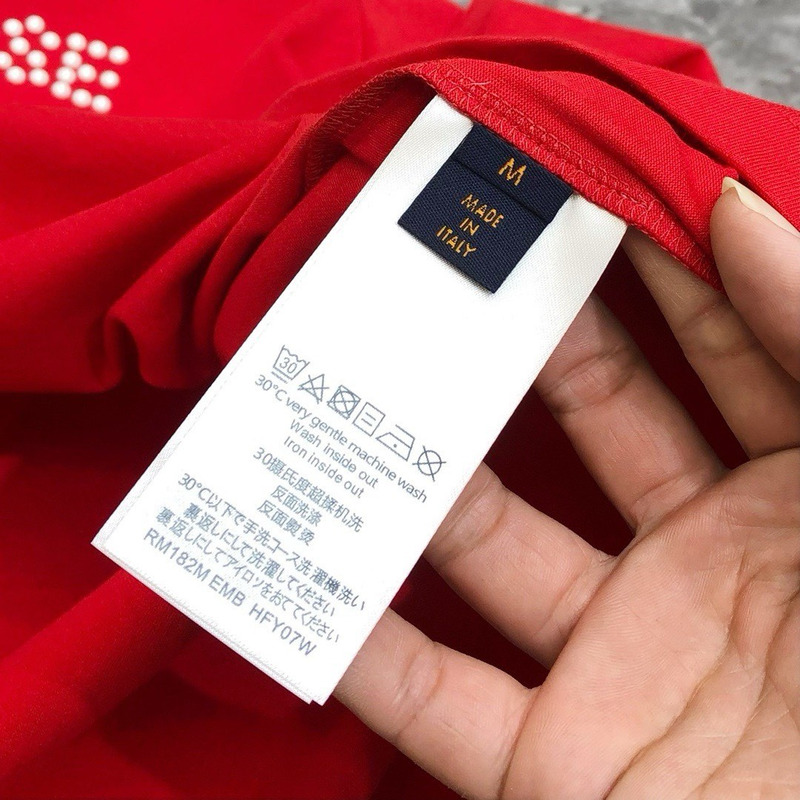 SE
M
MADE
IN
ITALY
30
30°C very gentle machine wash
Wash inside out
Iron inside out
30摄氏度超揉机洗
反面洗涤
反面熨烫
30°C以下で手洗コース洗濯機洗い
裏返しにして洗濯してください
裏返しにしてアイロンをおてください
RM182M EMB HFY07W